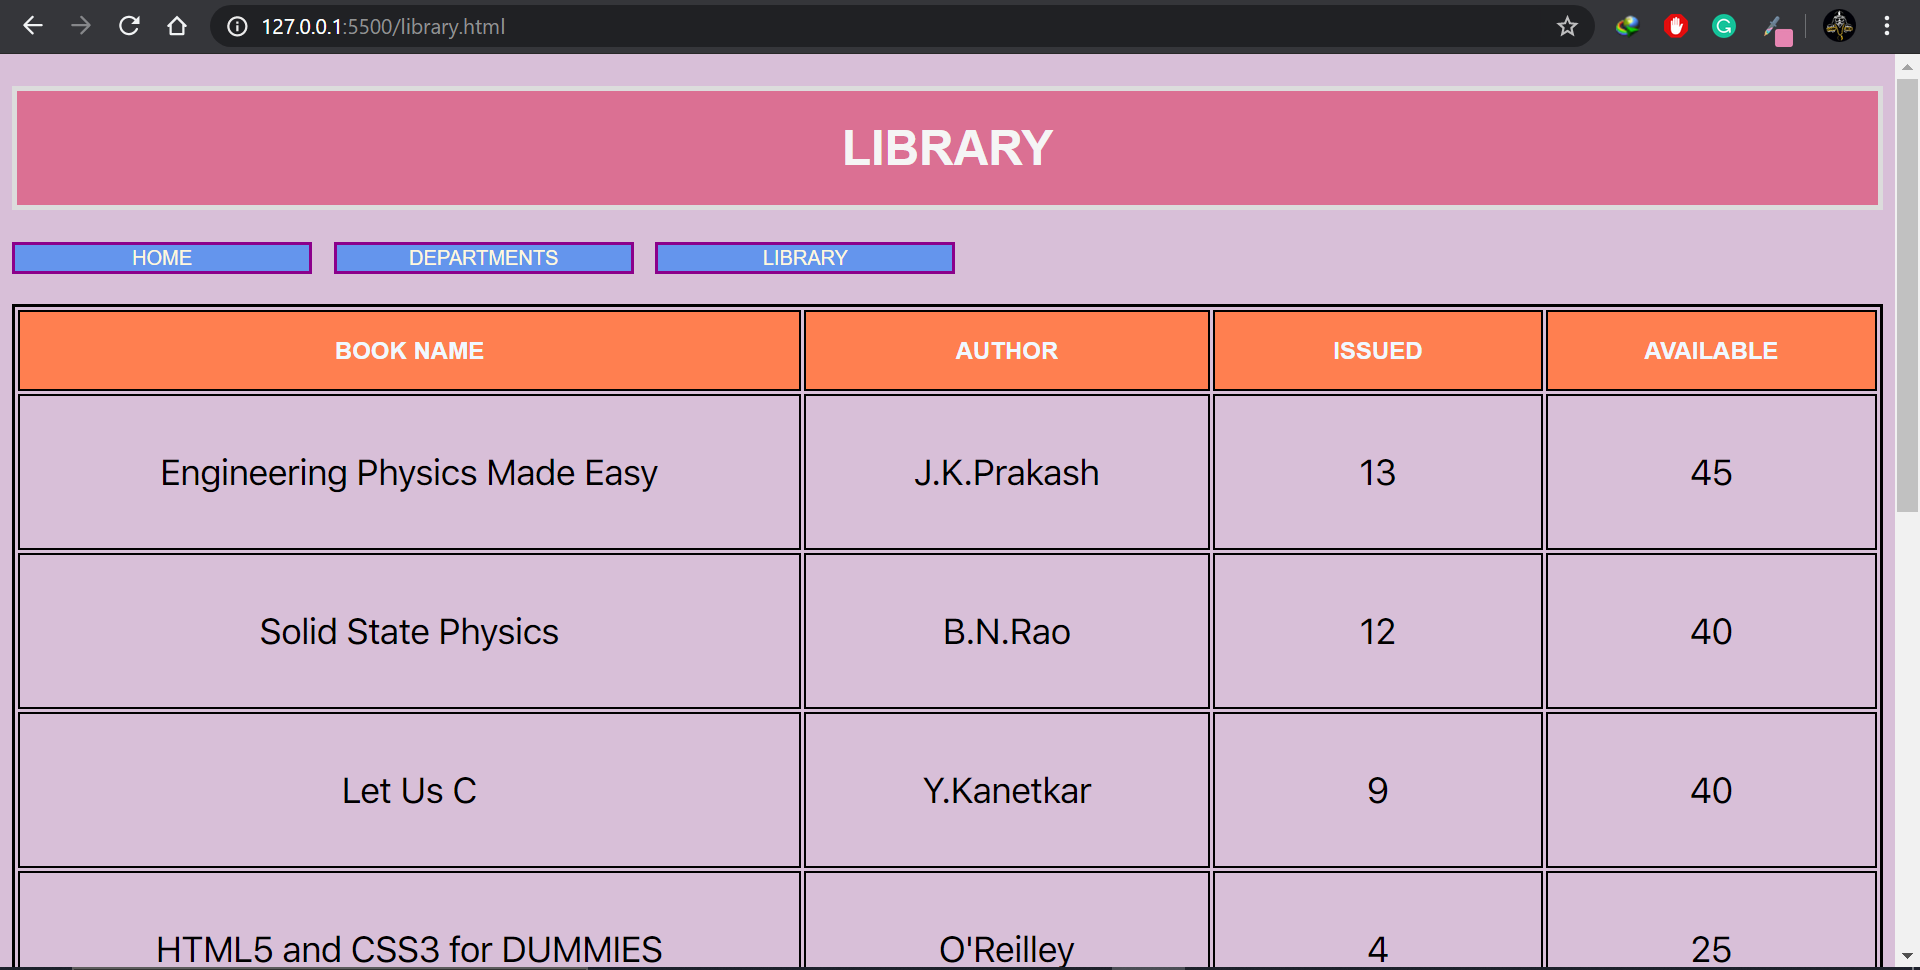 127.0.0.1:5500/library.html
LIBRARY
HOME DEPARTMENTS LIBRARY
BOOK NAME AUTHOR ISSUED AVAILABLE
Engineering Physics Made Easy J.K.Prakash 13 45
Solid State Physics B.N.Rao 12 40
Let Us C Y.Kanetkar 9 40
HTML5 and CSS3 for DUMMIES O'Reilley 4 25